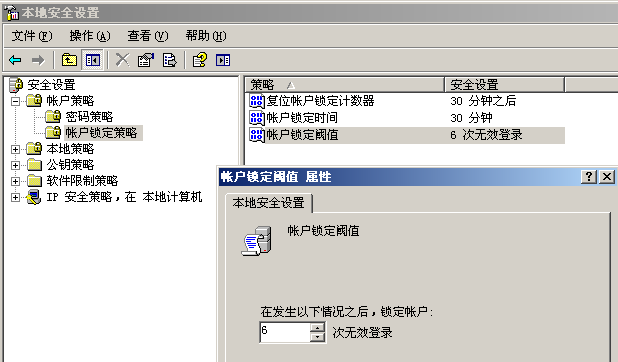 本地安全设置
文件(F) 操作(A) 查看(V) 帮助(H)
安全设置
帐户策略
密码策略
帐户锁定策略
本地策略
公钥策略
软件限制策略
IP 安全策略，在 本地计算机
策略 安全设置
复位帐户锁定计数器 30 分钟之后
帐户锁定时间 30 分钟
帐户锁定阈值 6 次无效登录
帐户锁定阈值 属性
本地安全设置
帐户锁定阈值
在发生以下情况之后，锁定帐户:
6 次无效登录